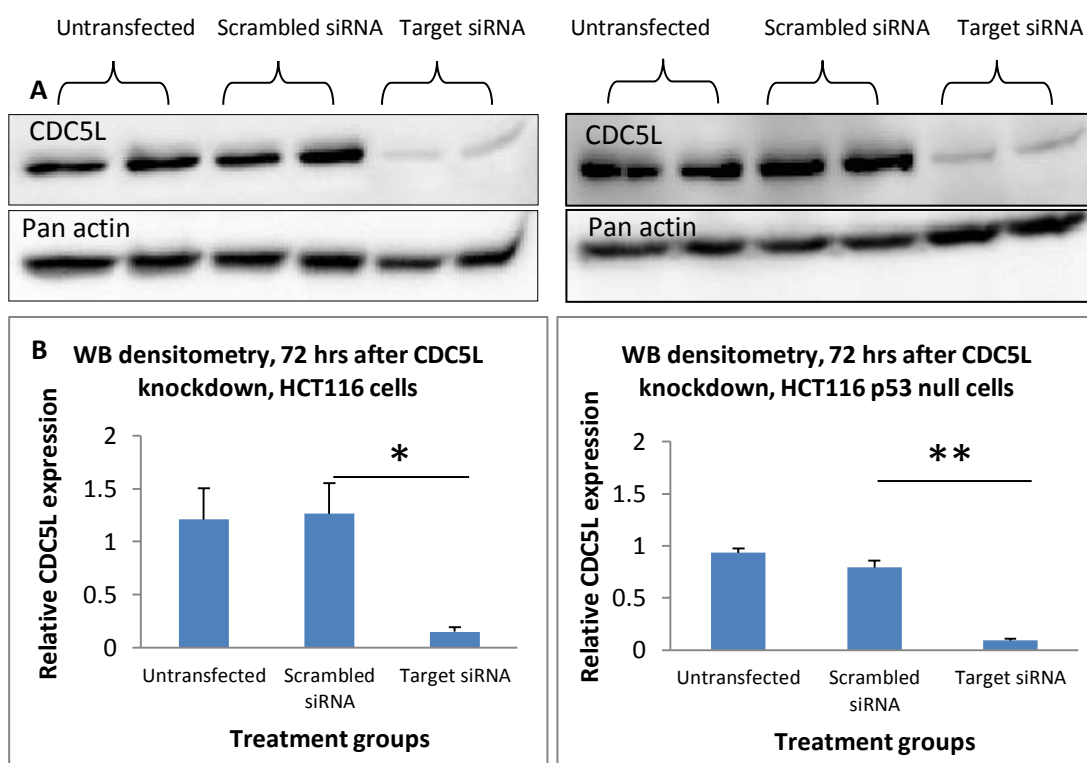 Untransfected Scrambled siRNA Target siRNA
A
CDC5L
Pan actin
Untransfected Scrambled siRNA Target siRNA
CDC5L
Pan actin
B
WB densitometry, 72 hrs after CDC5L
knockdown, HCT116 cells
Relative CDC5L expression
2
1.5
1
0.5
0
*
Untransfected Scrambled Target siRNA
siRNA
Treatment groups
WB densitometry, 72 hrs after CDC5L
knockdown, HCT116 p53 null cells
Relative CDC5L expression
2
1.5
1
0.5
0
**
Untransfected Scrambled Target siRNA
siRNA
Treatment groups